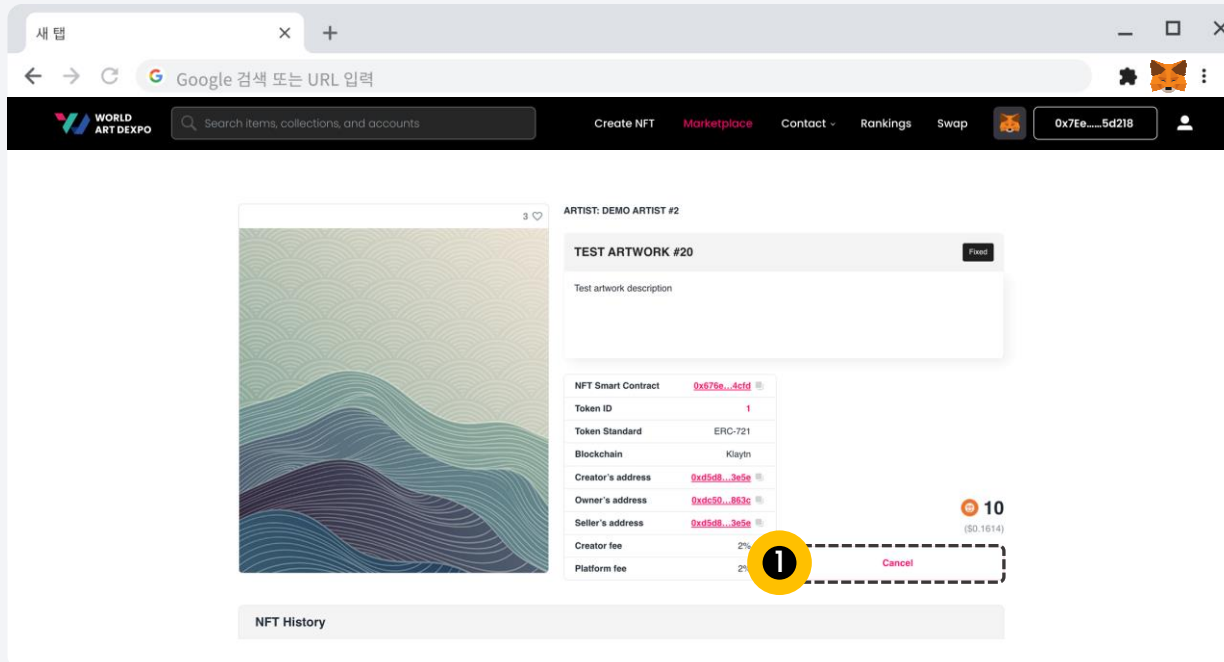 새 탭
Google 검색 또는 URL 입력
WORLD
ART DEXPO
Search items, collections, and accounts
Create NFT
Marketplace
Contact
Rankings
Swap
0x7Ee......5d218
3
ARTIST: DEMO ARTIST #2
TEST ARTWORK #20
Fixed
Test artwork description
NFT Smart Contract 0x676e...4cfd
Token ID 1
Token Standard ERC-721
Blockchain Klaytn
Creator's address 0xd5d8...3e5e
Owner's address 0xdc50...863c
Seller's address 0xd5d8...3e5e
Creator fee 2%
Platform fee 2%
10
($0.1614)
1
Cancel
NFT History